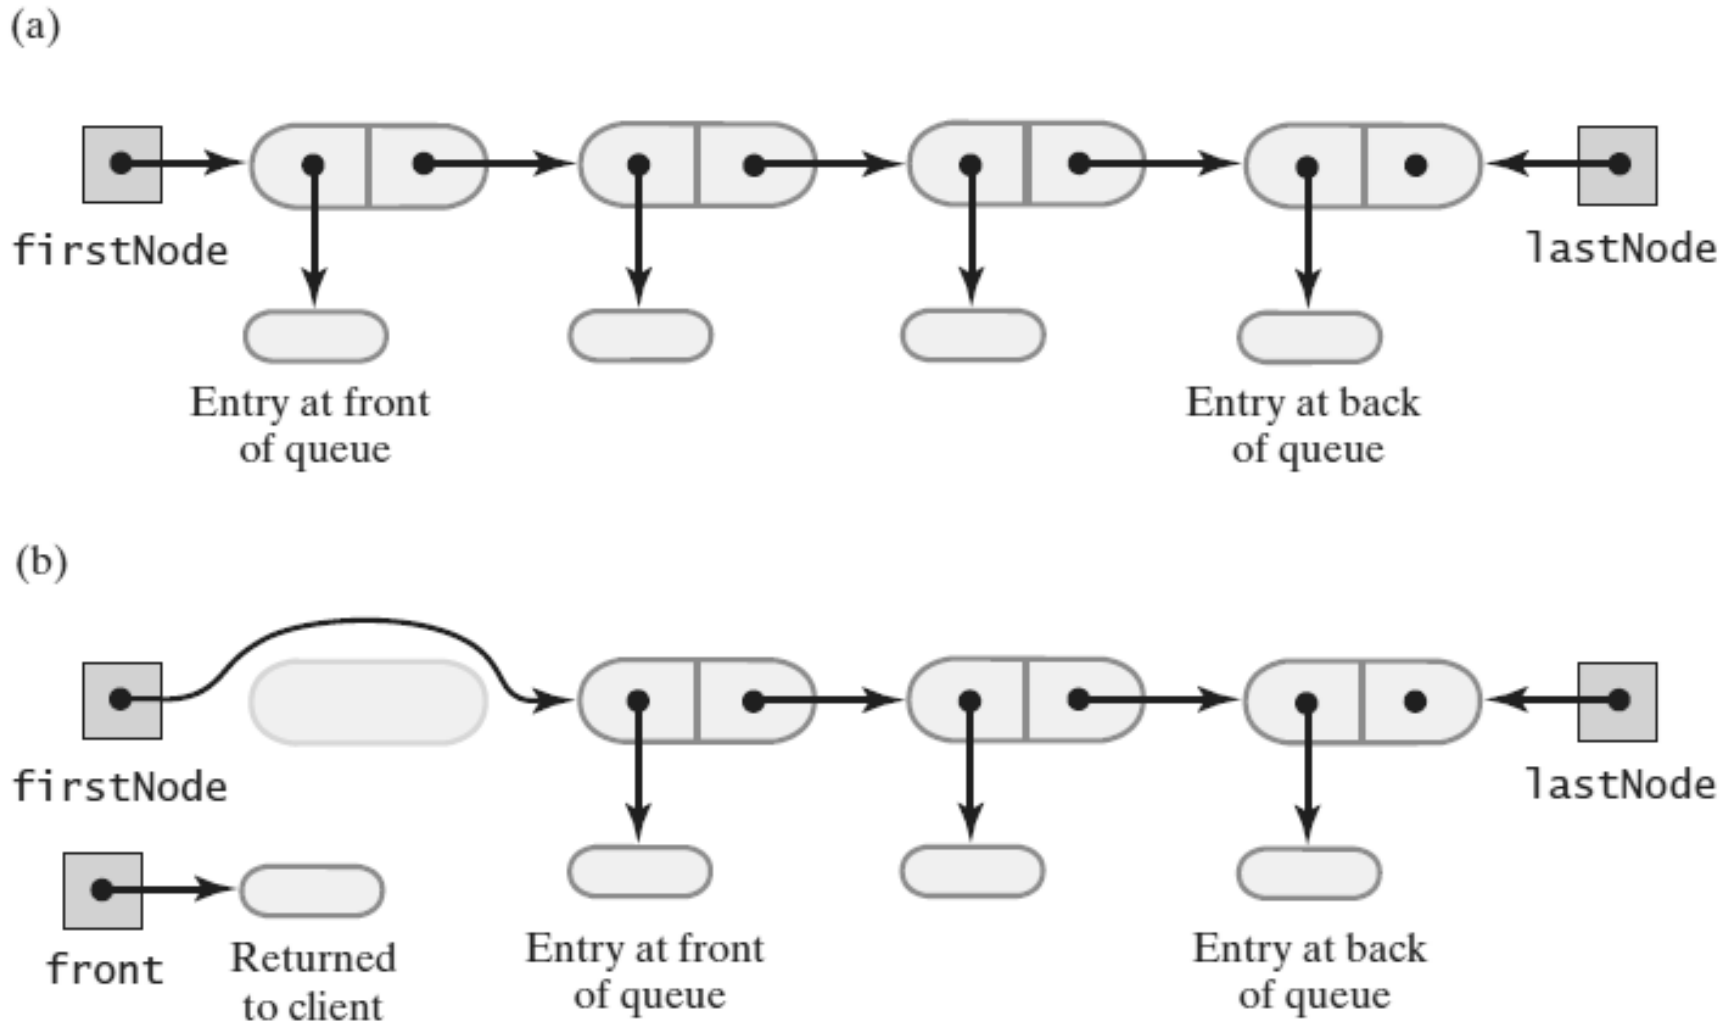 (a)
firstNode
lastNode
Entry at front
of queue
Entry at back
of queue
(b)
firstNode
lastNode
front
Returned
to client
Entry at front
of queue
Entry at back
of queue